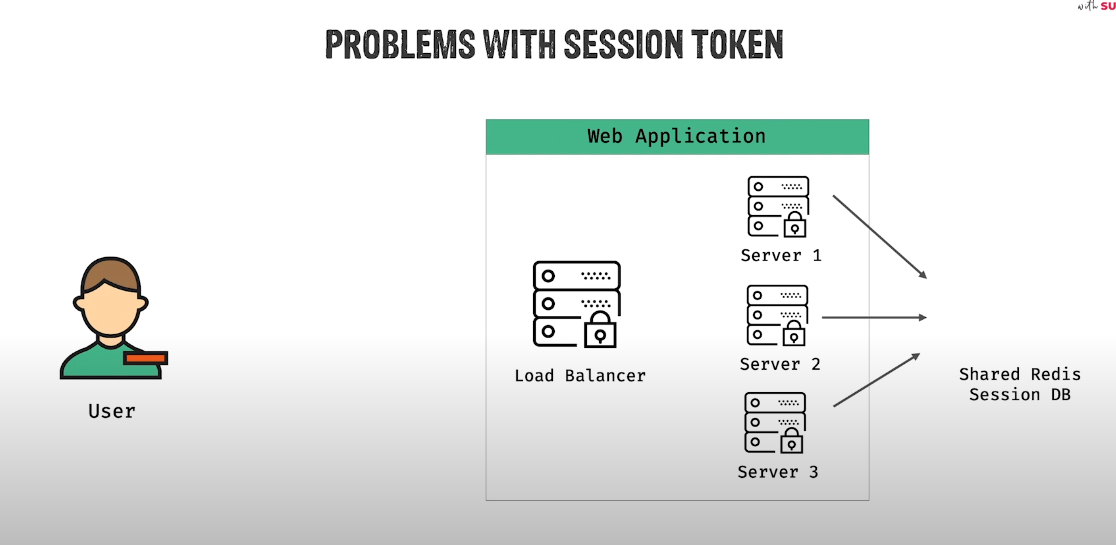 with SU
PROBLEMS WITH SESSION TOKEN
Web Application
Server 1
Server 2
Load Balancer
Shared Redis
Session DB
User
Server 3